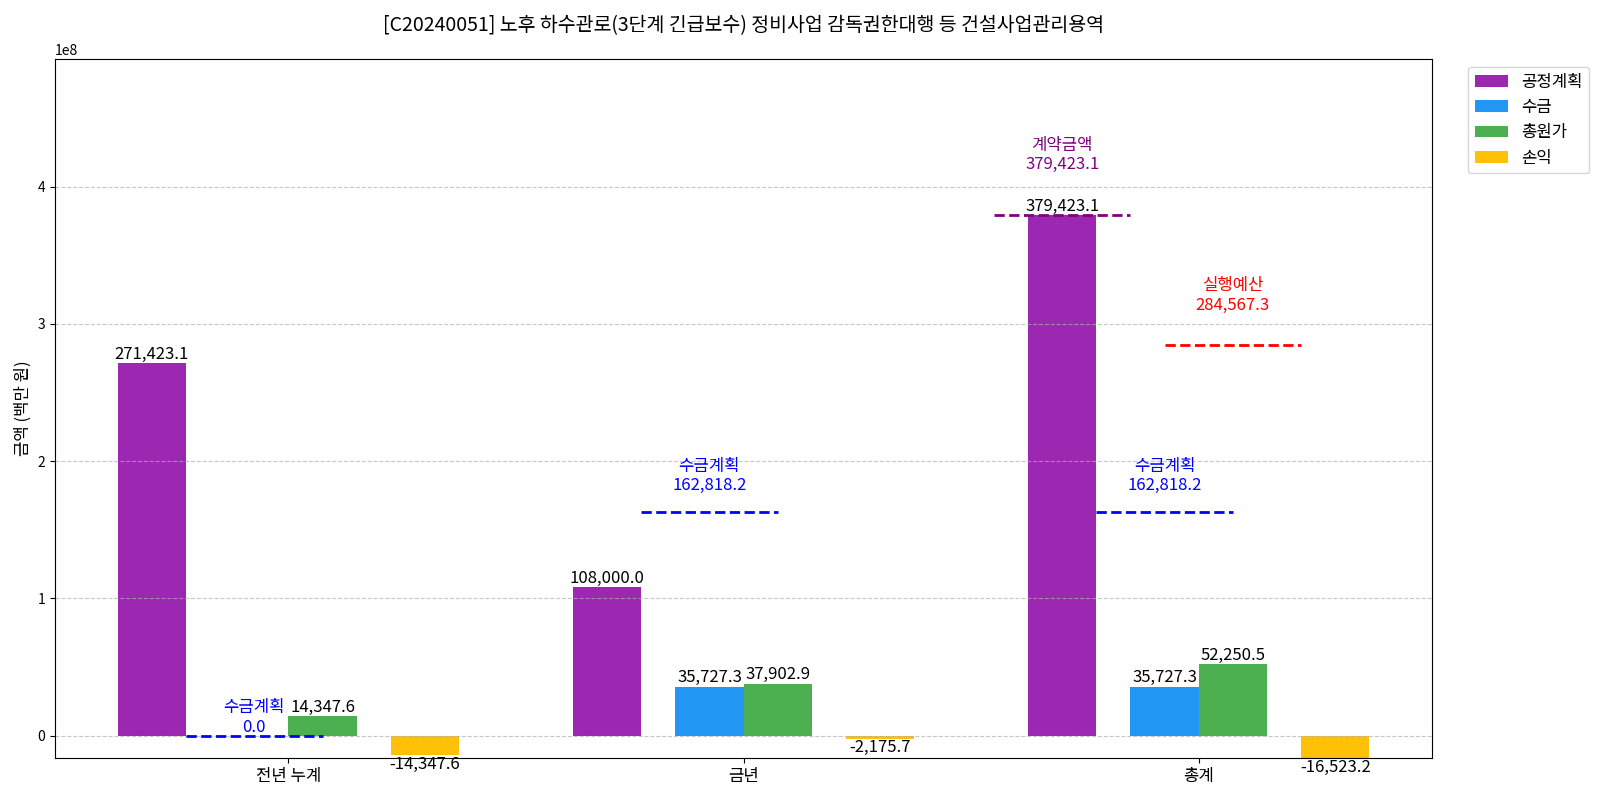 [C20240051] 노후 하수관로(3단계 긴급보수) 정비사업 감독권한대행 등 건설사업관리용역
1e8
공정계획
수금
총원가
손익
금액 (백만 원)
4
3
2
1
0
271,423.1
수금계획
0.0
14,347.6
-14,347.6
108,000.0
수금계획
162,818.2
35,727.3
37,902.9
-2,175.7
계약금액
379,423.1
379,423.1
실행예산
284,567.3
수금계획
162,818.2
35,727.3
52,250.5
-16,523.2
전년 누계
금년
총계